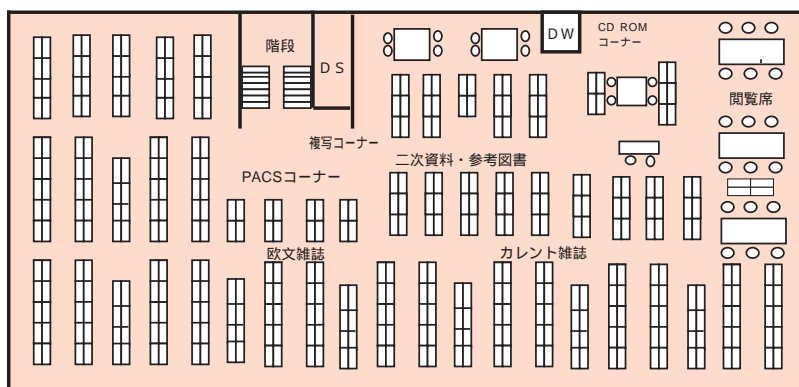 階段
DS
DW
CD ROM
コーナー
閲覧席
複写コーナー
二次資料・参考図書
PACSコーナー
欧文雑誌
カレント雑誌